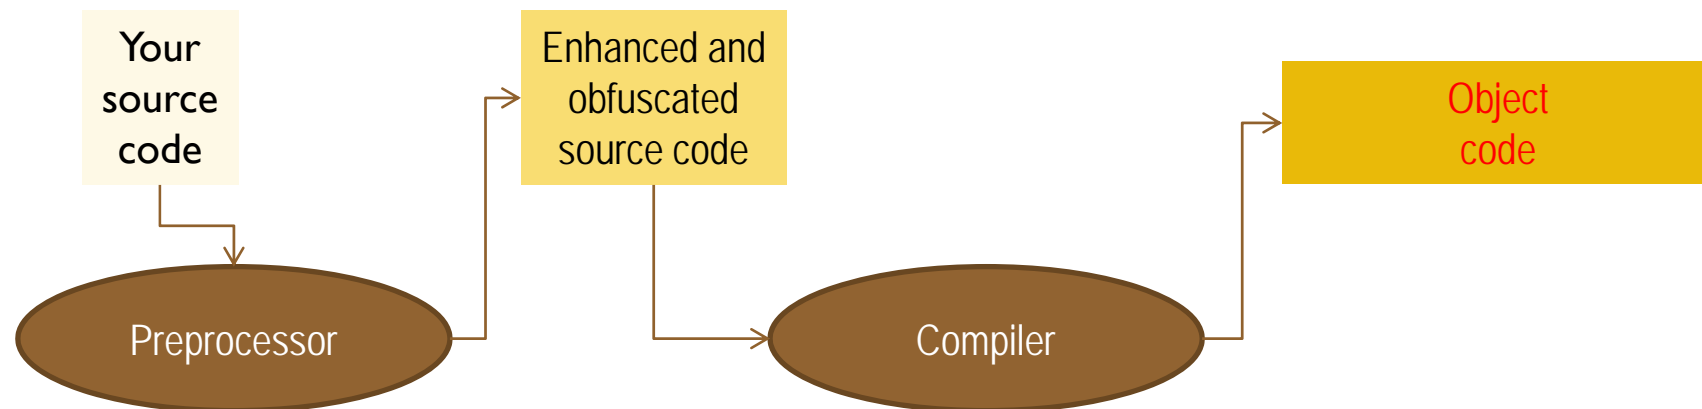 Your
source
code
Preprocessor
Enhanced and
obfuscated
source code
Compiler
Object
code